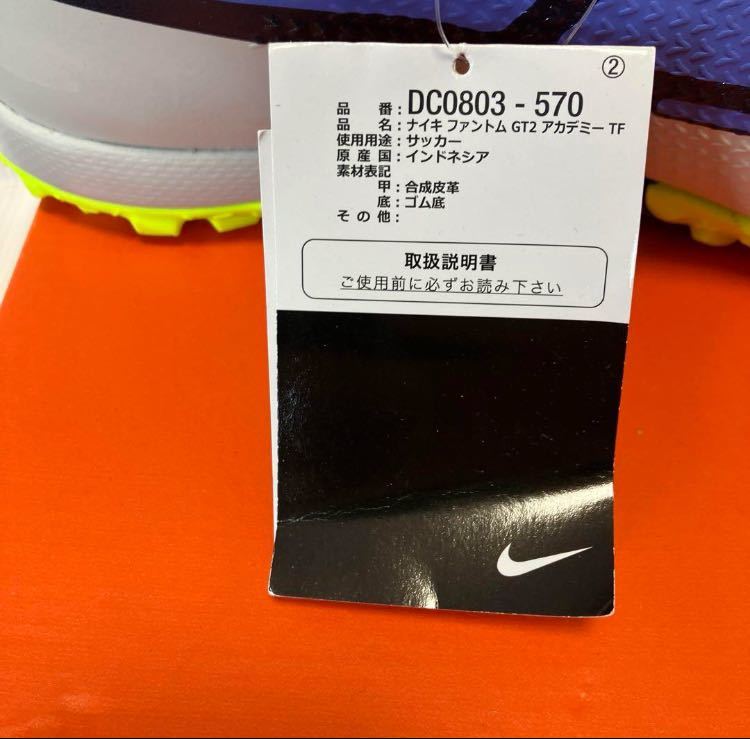 ②
品番：DC0803 - 570
品名：ナイキ ファントム GT2 アカデミー TF
使用用途：サッカー
原産国：インドネシア
素材表記
甲：合成皮革
底：ゴム底
その他：
取扱説明書
ご使用前に必ずお読み下さい